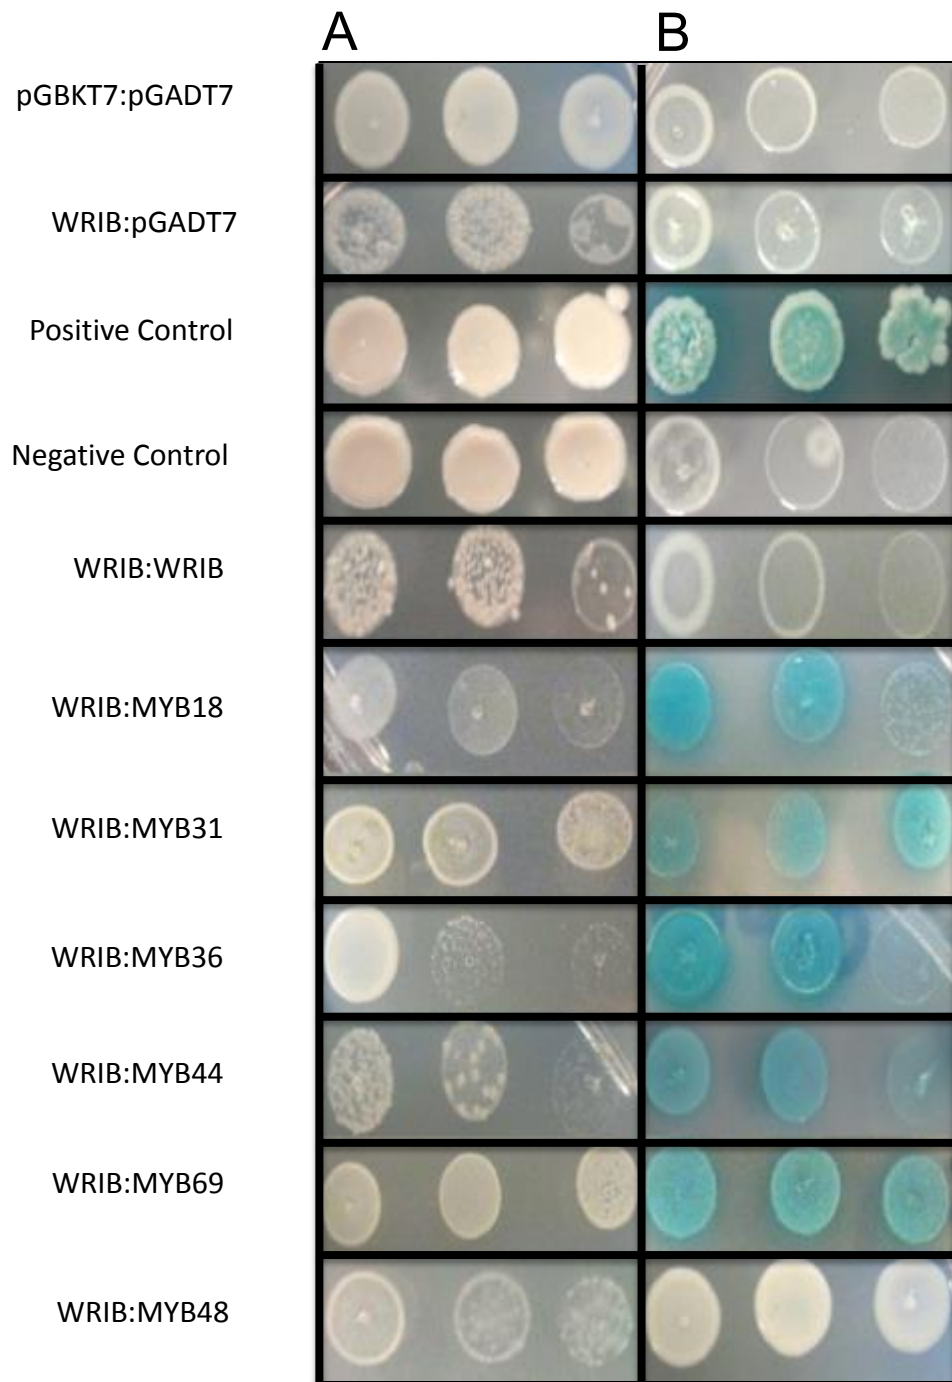 A B
pGBKT7:pGADT7
WRIB:pGADT7
Positive Control
Negative Control
WRIB:WRIB
WRIB:MYB18
WRIB:MYB31
WRIB:MYB36
WRIB:MYB44
WRIB:MYB69
WRIB:MYB48